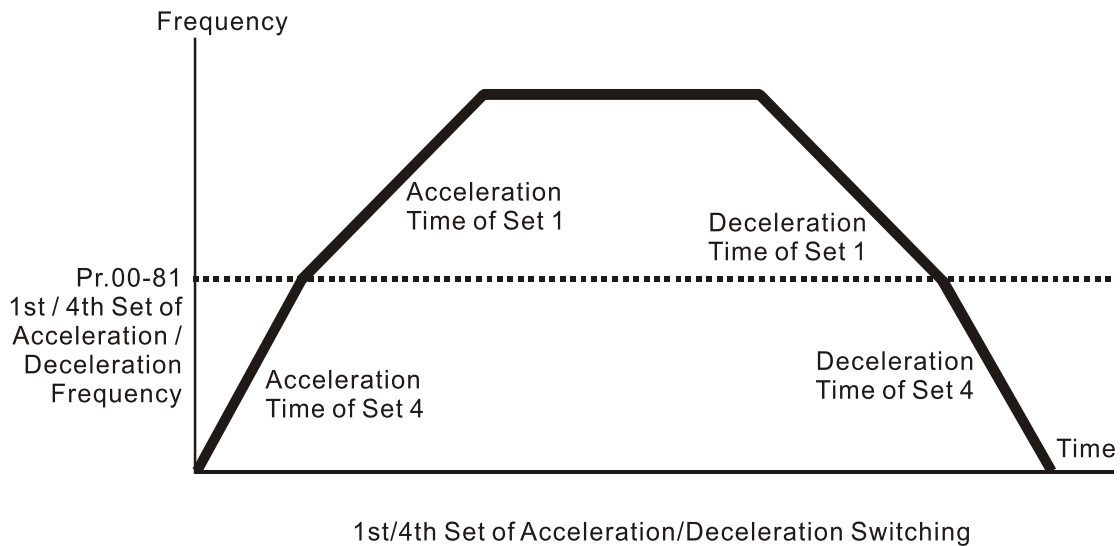 Frequency
Acceleration
Time of Set 1
Deceleration
Time of Set 1
Pr.00-81
1st / 4th Set of
Acceleration /
Deceleration
Frequency
Acceleration
Time of Set 4
Deceleration
Time of Set 4
Time
1st/4th Set of Acceleration/Deceleration Switching